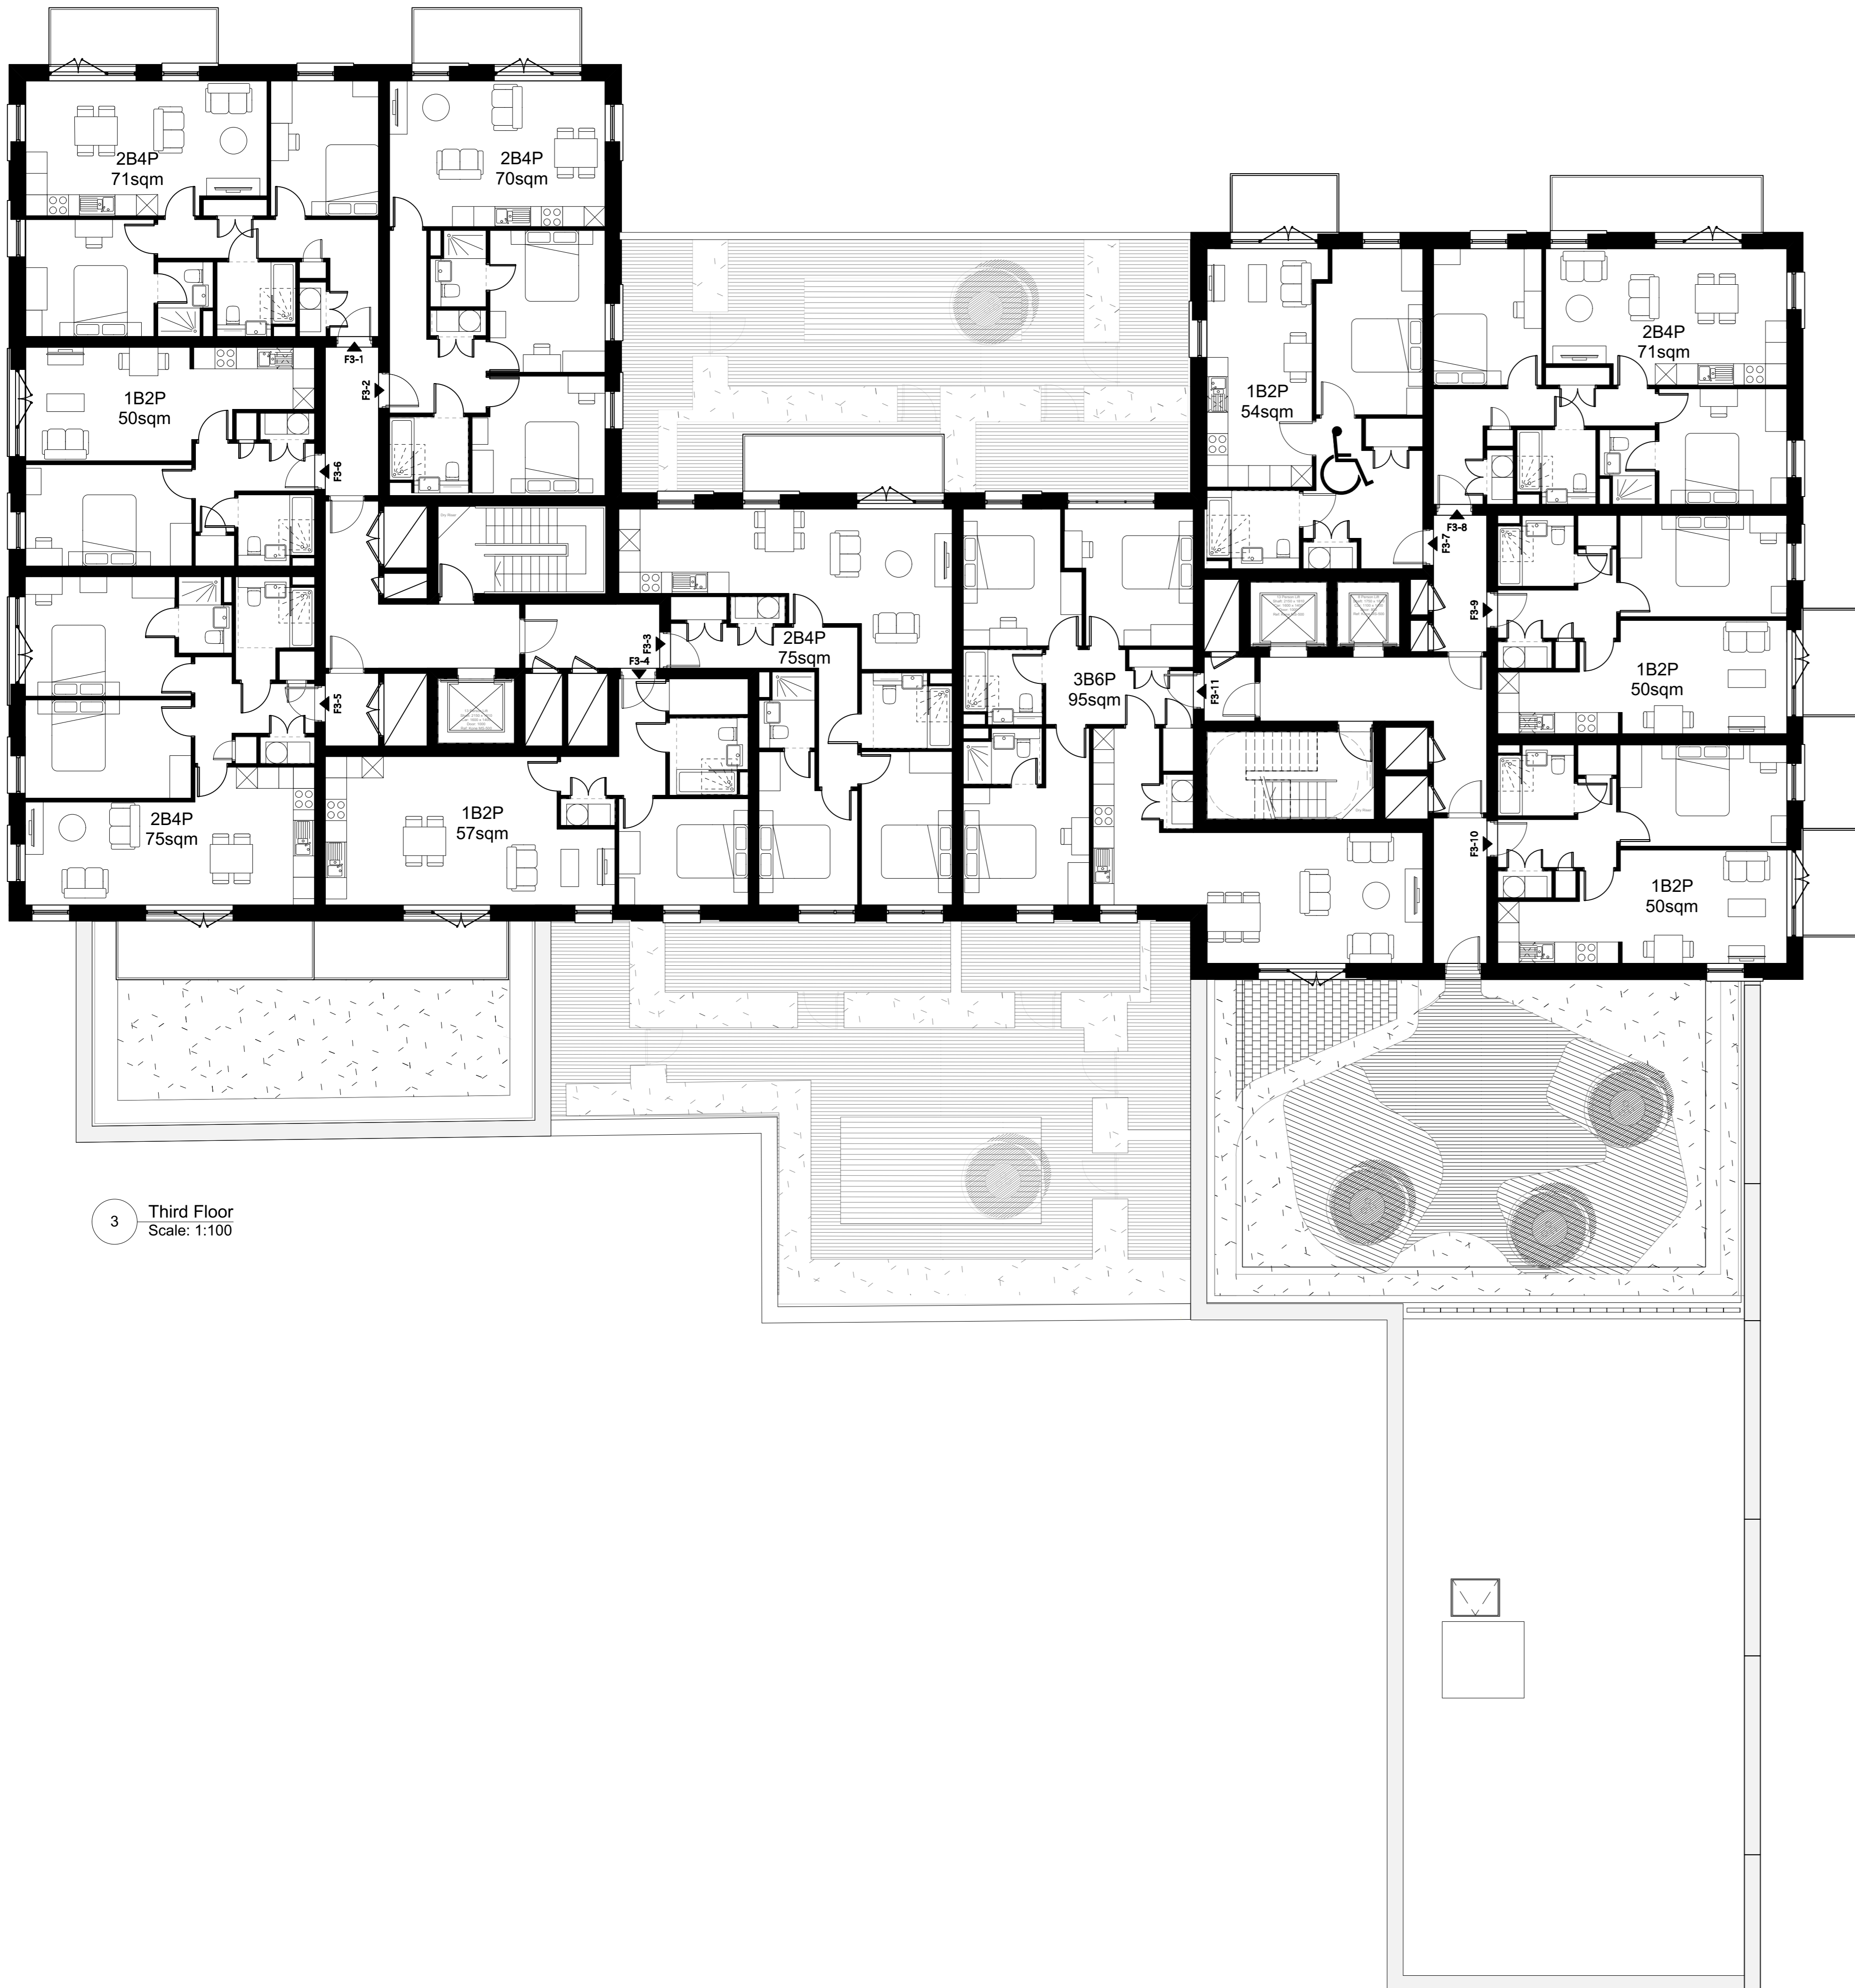 2B4P
71sqm
2B4P
70sqm
2B4P
71sqm
F3-1
F3-2
1B2P
50sqm
1B2P
54sqm
F3-6
F3-8
F3-7
F3-9
F3-3
F3-4
2B4P
75sqm
3B6P
95sqm
F3-11
1B2P
50sqm
F3-5
2B4P
75sqm
1B2P
57sqm
F3-10
1B2P
50sqm
3
Third Floor
Scale: 1:100